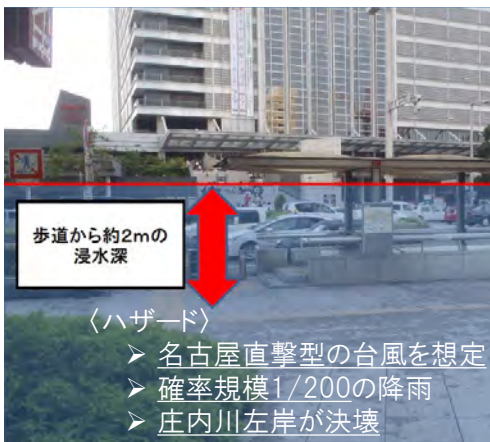 歩道から約2mの
浸水深
〈ハザード〉
➢ 名古屋直撃型の台風を想定
➢ 確率規模1/200の降雨
➢ 庄内川左岸が決壊